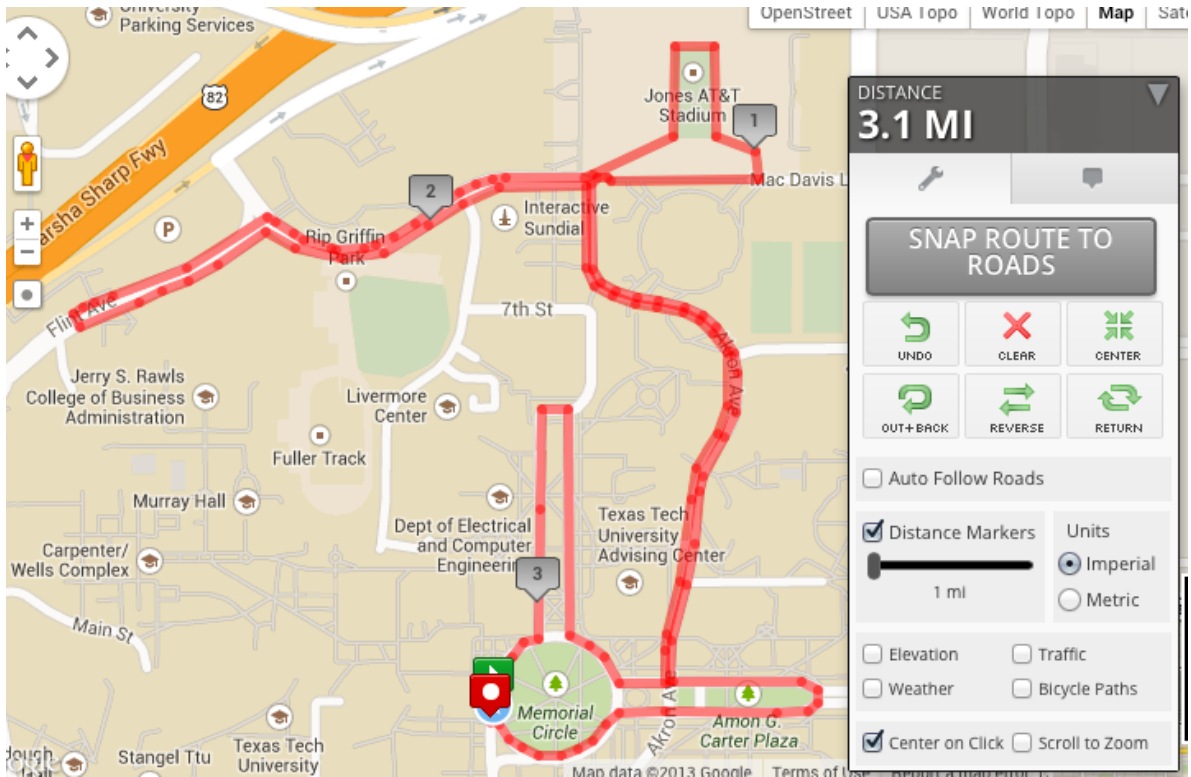 University
Parking Services
OpenStreet
USA Topo
World Topo
Map
82
Jones AT&T
Stadium
1
DISTANCE
3.1 MI
arsha Sharp Fwy
P
2
Mac Davis L
Interactive
Sundial
Rip Griffin
Park
SNAP ROUTE TO
ROADS
Flint Ave
7th St
Akron Ave
UNDO
CLEAR
CENTER
Jerry S. Rawls
College of Business
Administration
Livermore
Center
OUT+BACK
REVERSE
RETURN
Fuller Track
Auto Follow Roads
Murray Hall
Dept of Electrical
and Computer
Engineerin
Texas Tech
University
Advising Center
Distance Markers
Units
Imperial
Metric
1 mi
Carpenter/
Wells Complex
3
Main St
Elevation
Traffic
Weather
Bicycle Paths
Memorial
Circle
Amon G.
Carter Plaza
Akron A
Stangel Ttu
Texas Tech
University
Center on Click
Scroll to Zoom
Map data ©2013 Google
Terms of Use
Report a map error